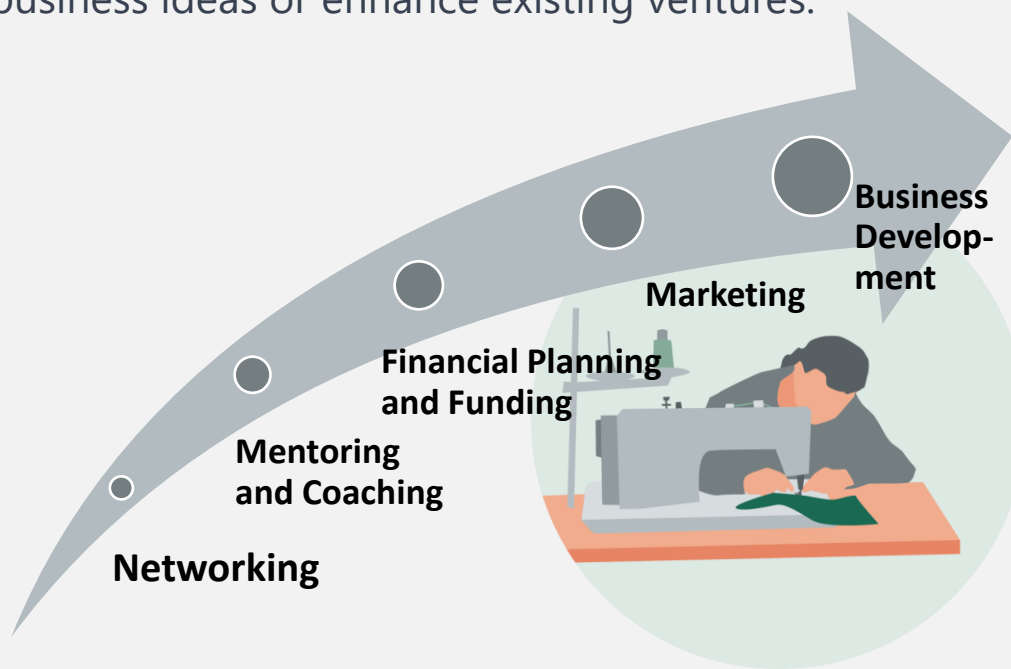 business ideas or enhance existing ventures.
Business
Develop-
ment
Marketing
Financial Planning
and Funding
Mentoring
and Coaching
Networking